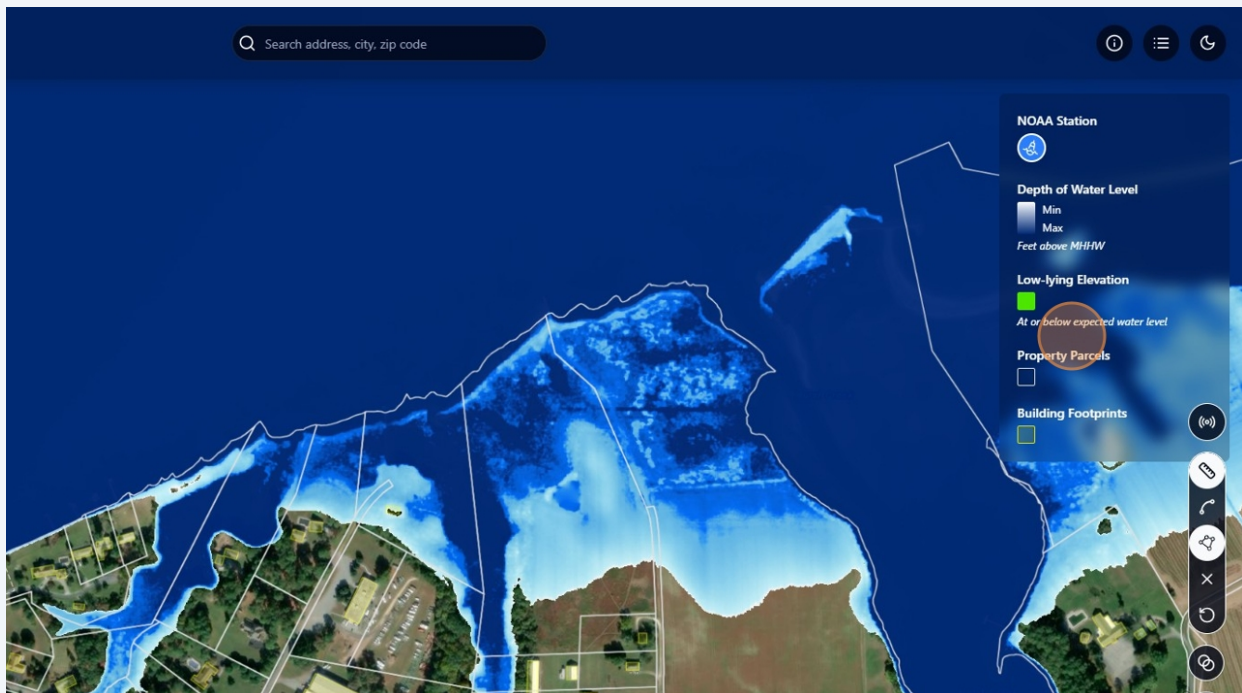 Search address, city, zip code
NOAA Station
Depth of Water Level
Min
Max
Feet above MHHW
Low-lying Elevation
At or below expected water level
Property Parcels
Building Footprints